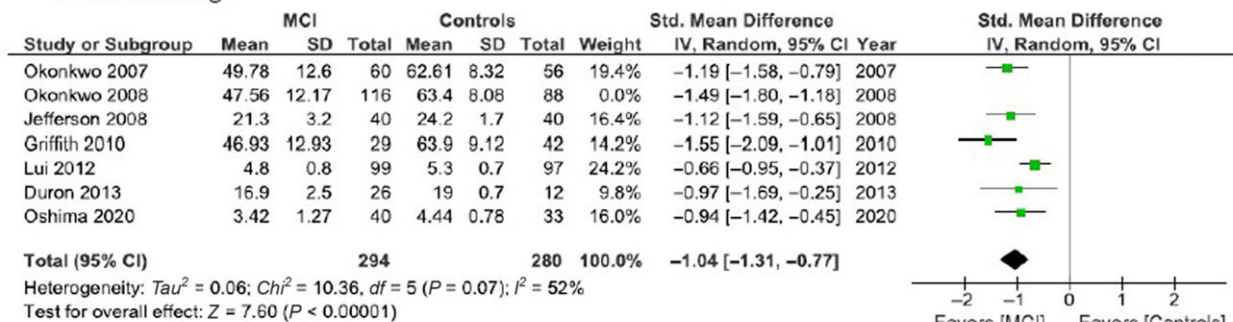 MCI Controls Std. Mean Difference Std. Mean Difference
Study or Subgroup Mean SD Total Mean SD Total Weight IV, Random, 95% CI Year IV, Random, 95% CI
Okonkwo 2007 49.78 12.6 60 62.61 8.32 56 19.4% −1.19 [−1.58, −0.79] 2007
Okonkwo 2008 47.56 12.17 116 63.4 8.08 88 0.0% −1.49 [−1.80, −1.18] 2008
Jefferson 2008 21.3 3.2 40 24.2 1.7 40 16.4% −1.12 [−1.59, −0.65] 2008
Griffith 2010 46.93 12.93 29 63.9 9.12 42 14.2% −1.55 [−2.09, −1.01] 2010
Lui 2012 4.8 0.8 99 5.3 0.7 97 24.2% −0.66 [−0.95, −0.37] 2012
Duron 2013 16.9 2.5 26 19 0.7 12 9.8% −0.97 [−1.69, −0.25] 2013
Oshima 2020 3.42 1.27 40 4.44 0.78 33 16.0% −0.94 [−1.42, −0.45] 2020
Total (95% CI) 294 280 100.0% −1.04 [−1.31, −0.77]
Heterogeneity: Tau² = 0.06; Chi² = 10.36, df = 5 (P = 0.07); I² = 52%
Test for overall effect: Z = 7.60 (P < 0.00001)
−2 −1 0 1 2
Favors [MCI] Favors [Controls]